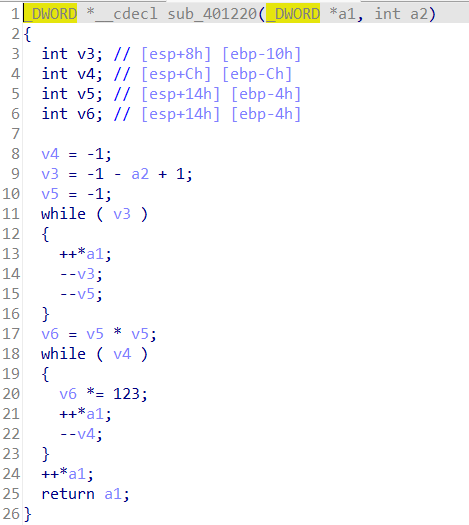 1 _DWORD *__cdecl sub_401220(_DWORD *a1, int a2)
2 {
3   int v3; // [esp+8h] [ebp-10h]
4   int v4; // [esp+Ch] [ebp-Ch]
5   int v5; // [esp+14h] [ebp-4h]
6   int v6; // [esp+14h] [ebp-4h]
7
8   v4 = -1;
9   v3 = -1 - a2 + 1;
10   v5 = -1;
11   while ( v3 )
12   {
13     ++*a1;
14     --v3;
15     --v5;
16   }
17   v6 = v5 * v5;
18   while ( v4 )
19   {
20     v6 *= 123;
21     ++*a1;
22     --v4;
23   }
24   ++*a1;
25   return a1;
26 }